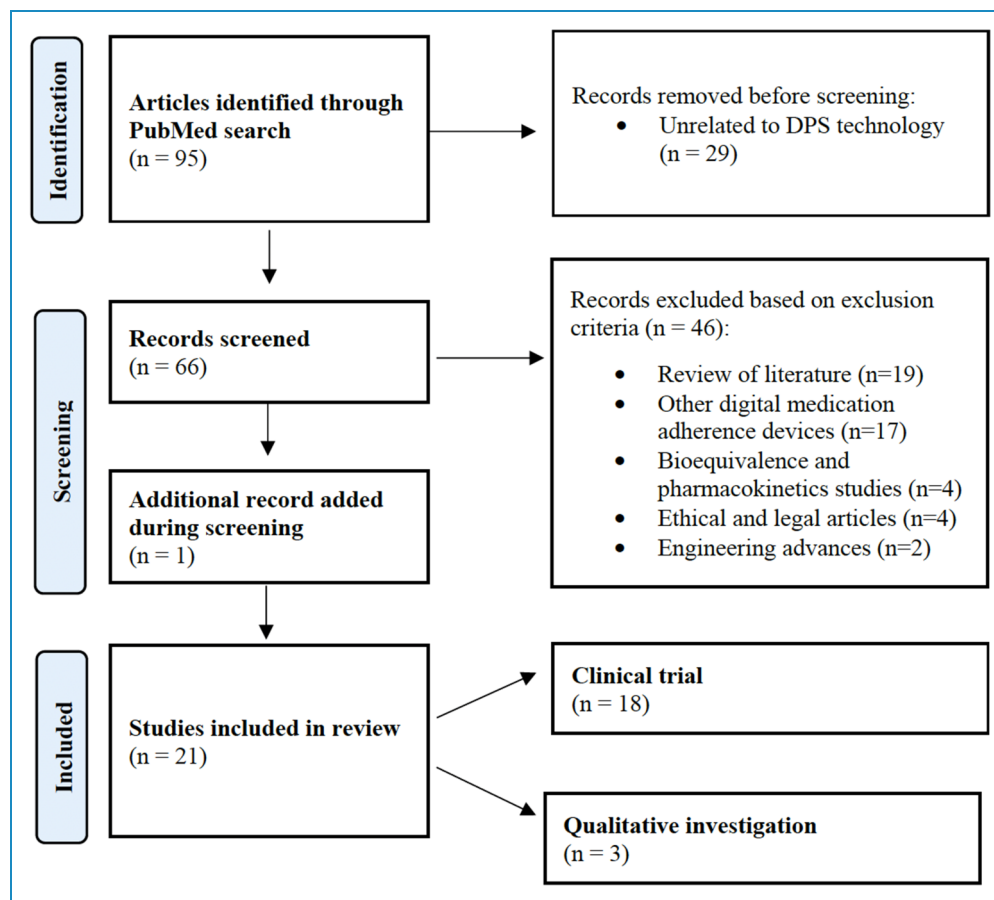 Identification
Articles identified through
PubMed search
(n = 95)
Records removed before screening:
• Unrelated to DPS technology
(n = 29)
Screening
Records screened
(n = 66)
Records excluded based on exclusion
criteria (n = 46):
• Review of literature (n=19)
• Other digital medication
adherence devices (n=17)
• Bioequivalence and
pharmacokinetics studies (n=4)
• Ethical and legal articles (n=4)
• Engineering advances (n=2)
Additional record added
during screening
(n = 1)
Included
Studies included in review
(n = 21)
Clinical trial
(n = 18)
Qualitative investigation
(n = 3)